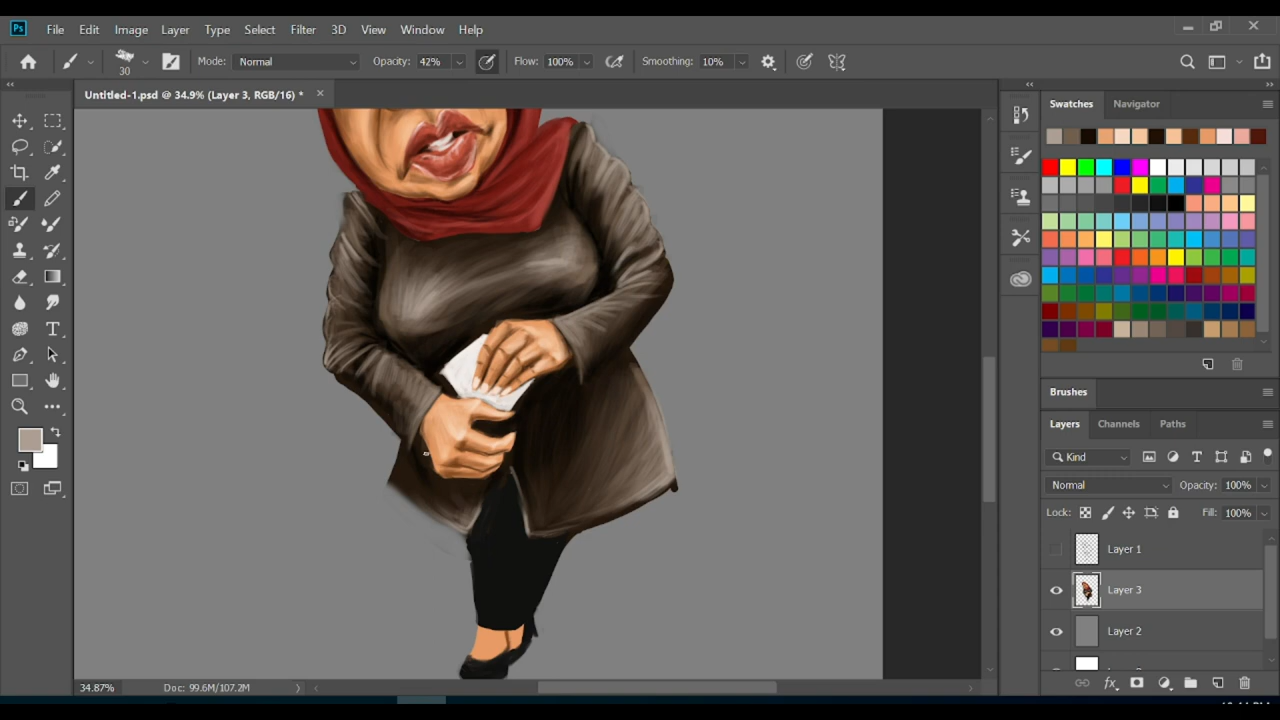 Ps File Edit Image Layer Type Select Filter 3D View Window Help
30 Mode: Normal Opacity: 42% Flow: 100% Smoothing: 10%
Untitled-1.psd @ 34.9% (Layer 3, RGB/16) *
Swatches Navigator
Brushes
Layers Channels Paths
Kind
Normal Opacity: 100%
Lock: Fill: 100%
Layer 1
Layer 3
Layer 2
34.87% Doc: 99.6M/107.2M
fx